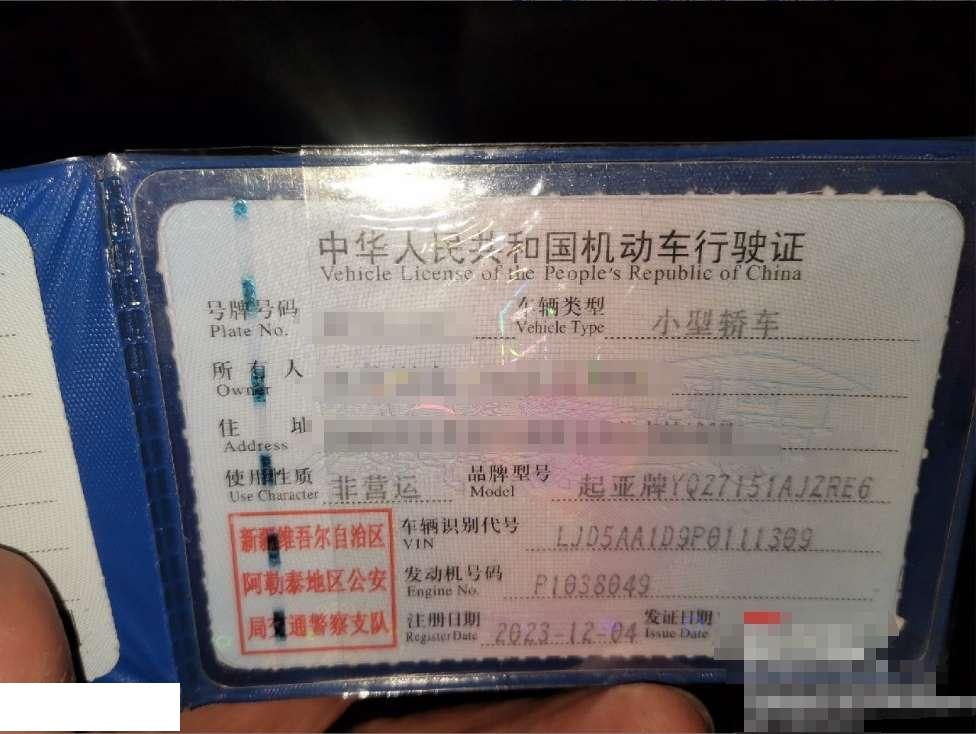 中华人民共和国机动车行驶证
Vehicle License of the People's Republic of China
号牌号码 车辆类型 小型轿车
Plate No. Vehicle Type
所有人
Owner
住址
Address
使用性质 非营运 品牌型号 起亚牌YQZ7151AJZRE6
Use Character Model
新疆维吾尔自治区
阿勒泰地区公安
局交通警察支队
车辆识别代号 LJD5AA1D9P0111309
VIN
发动机号码 P1038049
Engine No.
注册日期 2023-12-04 发证日期
Register Date Issue Date